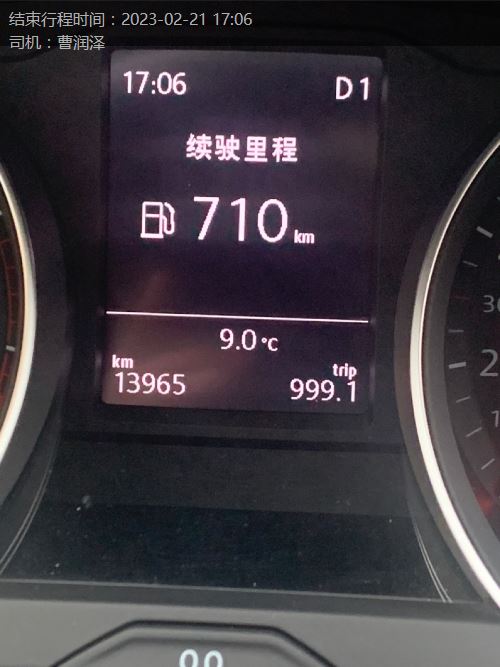 结束行程时间：2023-02-21 17:06
司机：曹润泽
17:06 D 1
续驶里程
710 km
9.0 °C
km trip
13965 999.1